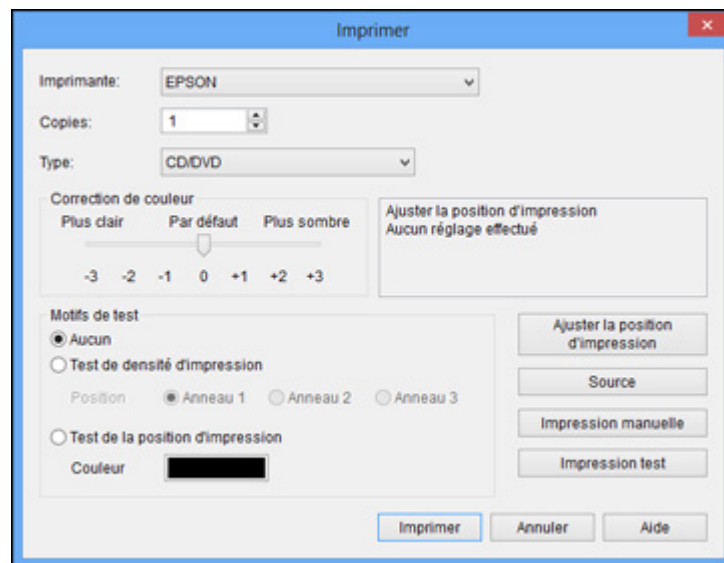 Imprimer
Imprimante: EPSON
Copies: 1
Type: CD/DVD
Correction de couleur
Plus clair Par défaut Plus sombre
-3 -2 -1 0 +1 +2 +3
Ajuster la position d'impression
Aucun réglage effectué
Motifs de test
Aucun
Test de densité d'impression
Position Anneau 1 Anneau 2 Anneau 3
Test de la position d'impression
Couleur
Ajuster la position
d'impression
Source
Impression manuelle
Impression test
Imprimer Annuler Aide